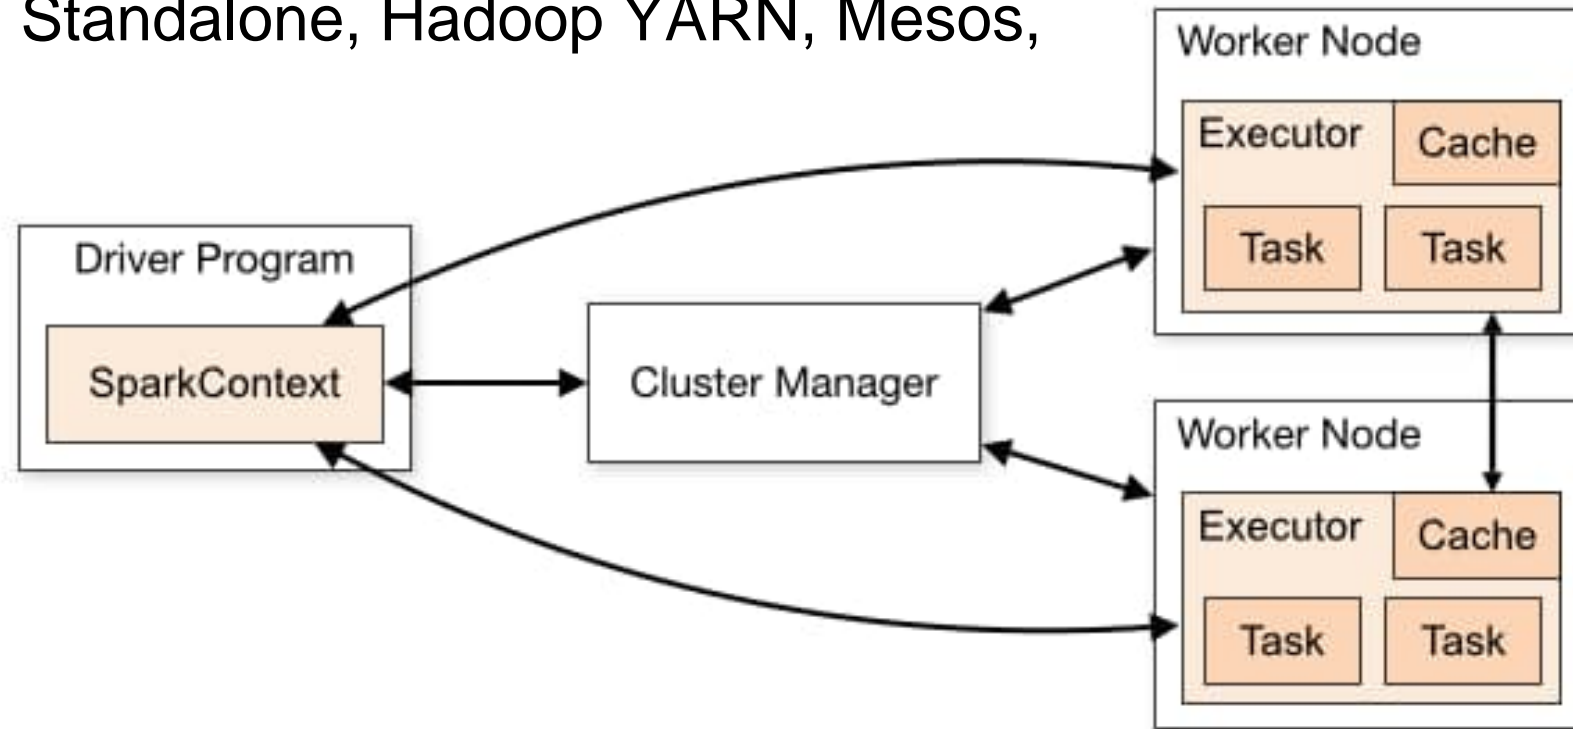 Standalone, Hadoop YARN, Mesos,
Worker Node
Executor
Cache
Task
Task
Driver Program
SparkContext
Cluster Manager
Worker Node
Executor
Cache
Task
Task